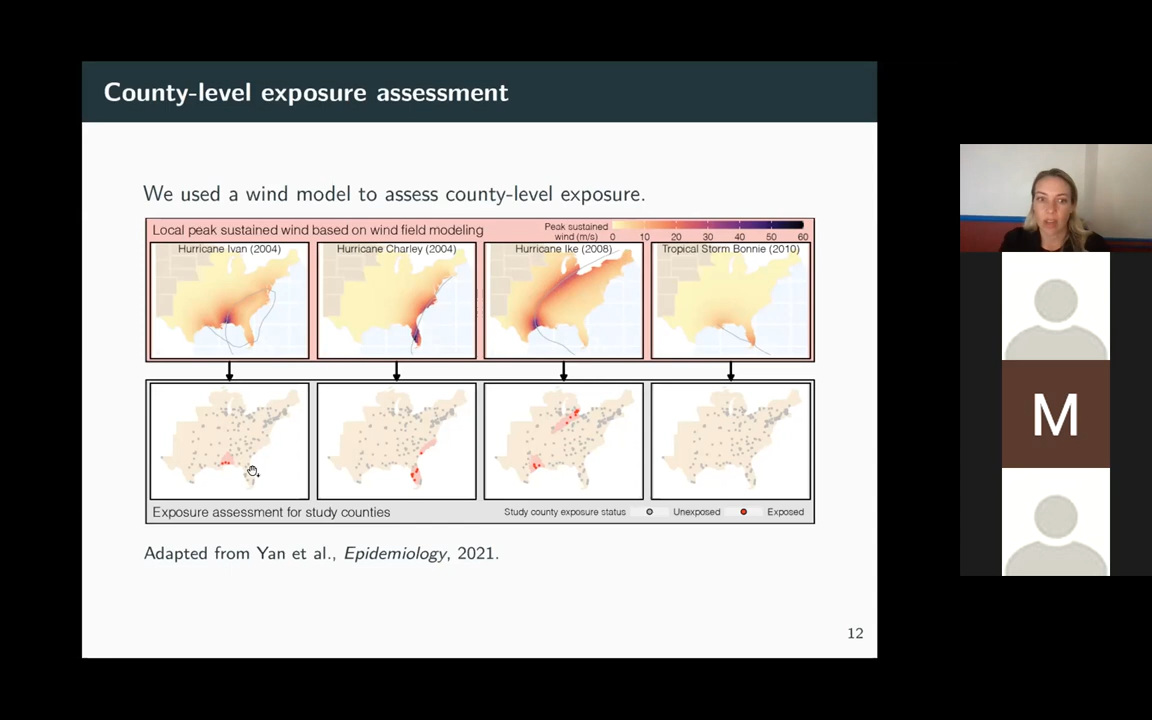 County-level exposure assessment
We used a wind model to assess county-level exposure.
Local peak sustained wind based on wind field modeling
Peak sustained
wind (m/s) 0 10 20 30 40 50 60
Hurricane Ivan (2004) Hurricane Charley (2004) Hurricane Ike (2008) Tropical Storm Bonnie (2010)
Exposure assessment for study counties
Study county exposure status Unexposed Exposed
Adapted from Yan et al., Epidemiology, 2021.
12
M